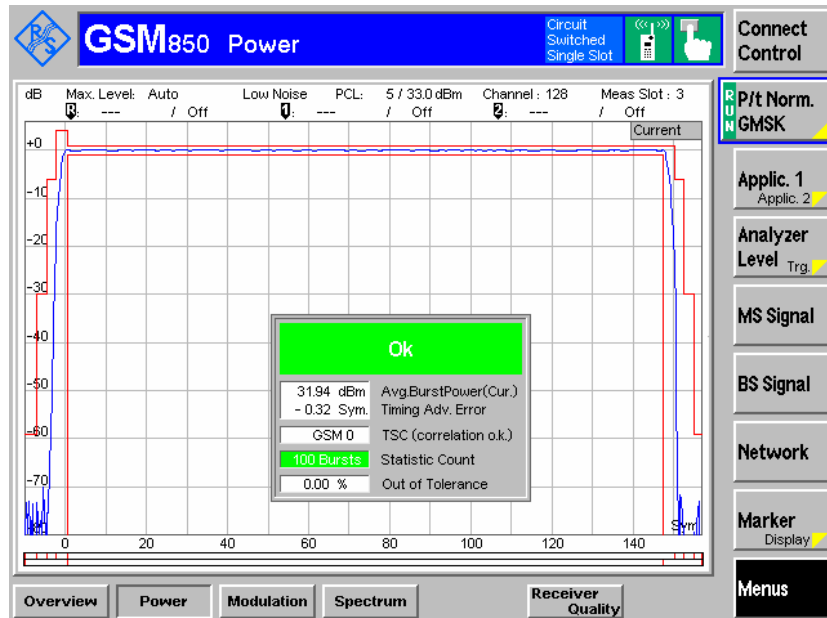 R S
GSM850 Power
Circuit
Switched
Single Slot
Connect
Control
dB Max. Level: Auto Low Noise PCL: 5 / 33.0 dBm Channel : 128 Meas Slot : 3
R: --- / Off 1: --- / Off 2: --- / Off
Current
RUN
P/t Norm.
GMSK
+0
-10
-20
-30
-40
-50
-60
-70
Ok
31.94 dBm Avg.BurstPower(Cur.)
- 0.32 Sym. Timing Adv. Error
GSM 0 TSC (correlation o.k.)
100 Bursts Statistic Count
0.00 % Out of Tolerance
Sym
0 20 40 60 80 100 120 140
Applic. 1
Applic. 2
Analyzer
Level Trg.
MS Signal
BS Signal
Network
Marker
Display
Menus
Overview
Power
Modulation
Spectrum
Receiver
Quality